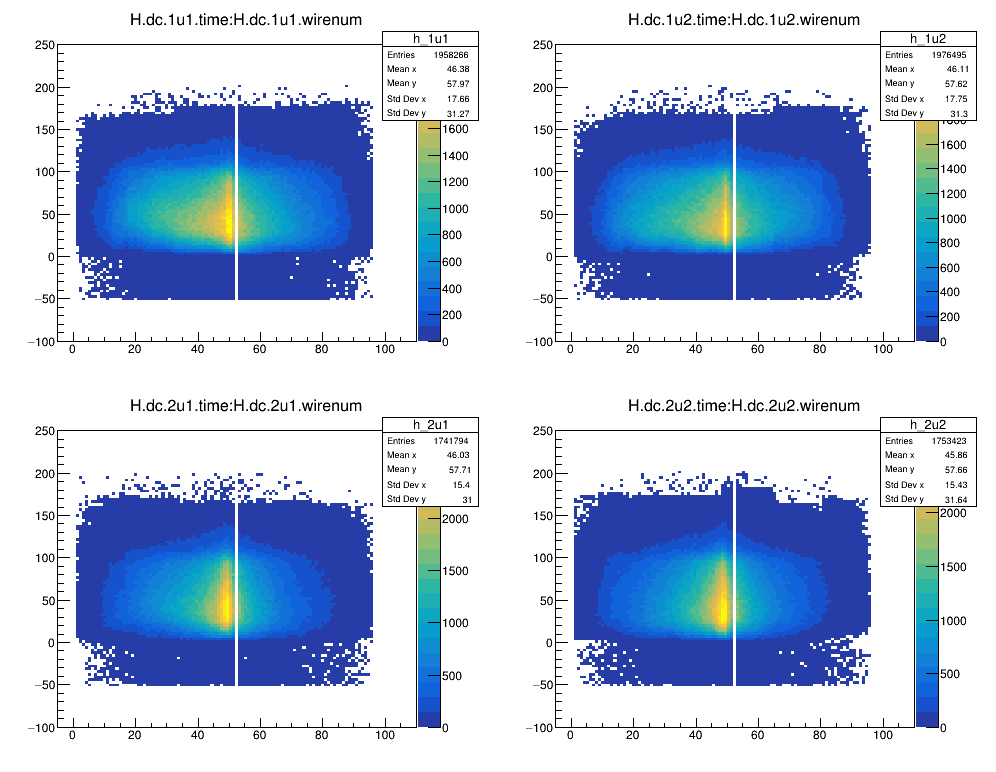 H.dc.1u1.time:H.dc.1u1.wirenum
h_1u1
Entries 1958266
Mean x 46.38
Mean y 57.97
Std Dev x 17.66
Std Dev y 31.27
250
200
150
100
50
0
−50
−100
0 20 40 60 80 100
1600
1400
1200
1000
800
600
400
200
0
H.dc.1u2.time:H.dc.1u2.wirenum
h_1u2
Entries 1976495
Mean x 46.11
Mean y 57.62
Std Dev x 17.75
Std Dev y 31.3
250
200
150
100
50
0
−50
−100
0 20 40 60 80 100
1600
1400
1200
1000
800
600
400
200
0
H.dc.2u1.time:H.dc.2u1.wirenum
h_2u1
Entries 1741794
Mean x 46.03
Mean y 57.71
Std Dev x 15.4
Std Dev y 31
250
200
150
100
50
0
−50
−100
0 20 40 60 80 100
2000
1500
1000
500
0
H.dc.2u2.time:H.dc.2u2.wirenum
h_2u2
Entries 1753423
Mean x 45.86
Mean y 57.66
Std Dev x 15.43
Std Dev y 31.64
250
200
150
100
50
0
−50
−100
0 20 40 60 80 100
2000
1500
1000
500
0